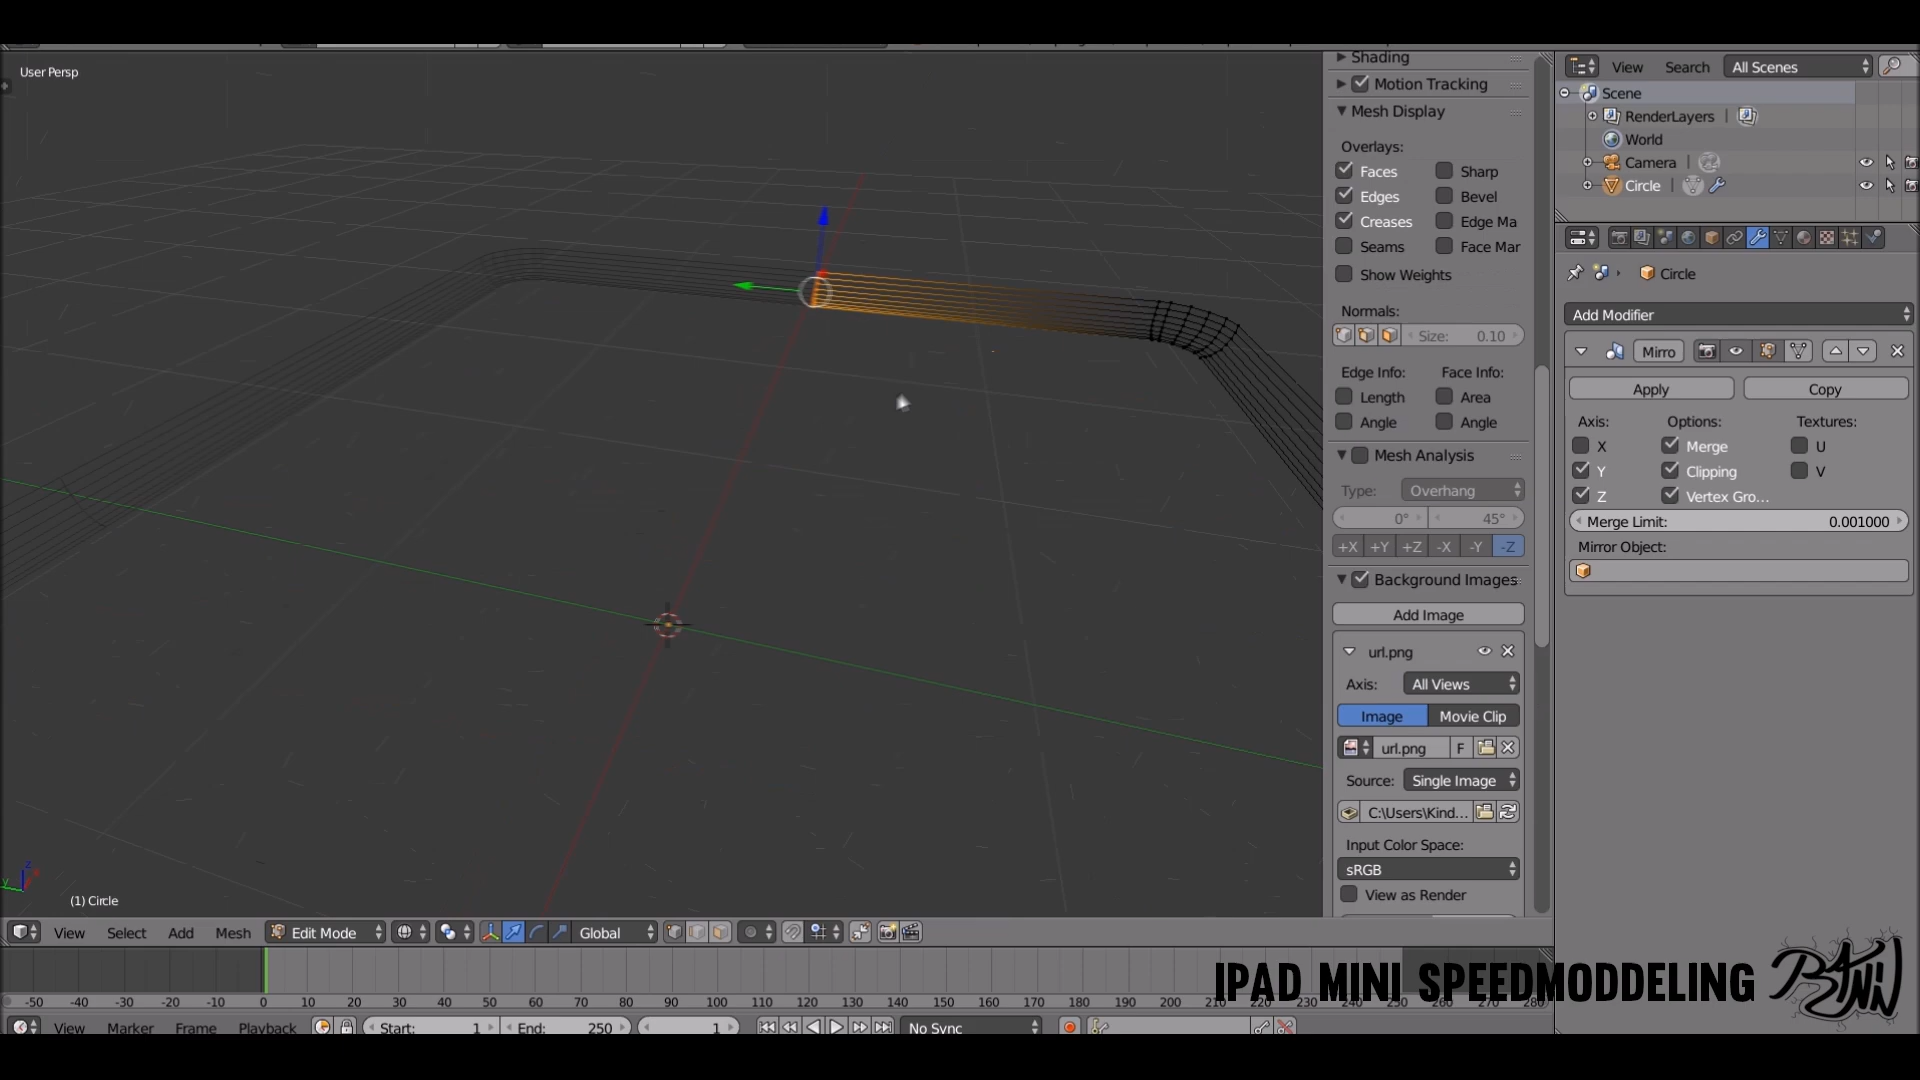 User Persp
(1) Circle
Shading
Motion Tracking
Mesh Display
Overlays:
Faces
Sharp
Edges
Bevel
Creases
Edge Ma
Seams
Face Mar
Show Weights
Normals:
Size: 0.10
Edge Info:
Face Info:
Length
Area
Angle
Angle
Mesh Analysis
Type: Overhang
0° 45°
+X +Y +Z -X -Y -Z
Background Images
Add Image
url.png
Axis: All Views
Image Movie Clip
url.png F
Source: Single Image
C:\Users\Kind...
Input Color Space:
sRGB
View as Render
View Search All Scenes
Scene
RenderLayers
World
Camera
Circle
Circle
Add Modifier
Mirro
Apply Copy
Axis: Options: Textures:
X Merge U
Y Clipping V
Z Vertex Gro...
Merge Limit: 0.001000
Mirror Object:
View Select Add Mesh Edit Mode Global
-50 -40 -30 -20 -10 0 10 20 30 40 50 60 70 80 90 100 110 120 130 140 150 160 170 180 190 200 210 220 230 240 250 260 270 280
View Marker Frame Playback Start: 1 End: 250 1 No Sync
IPAD MINI SPEEDMODDELING